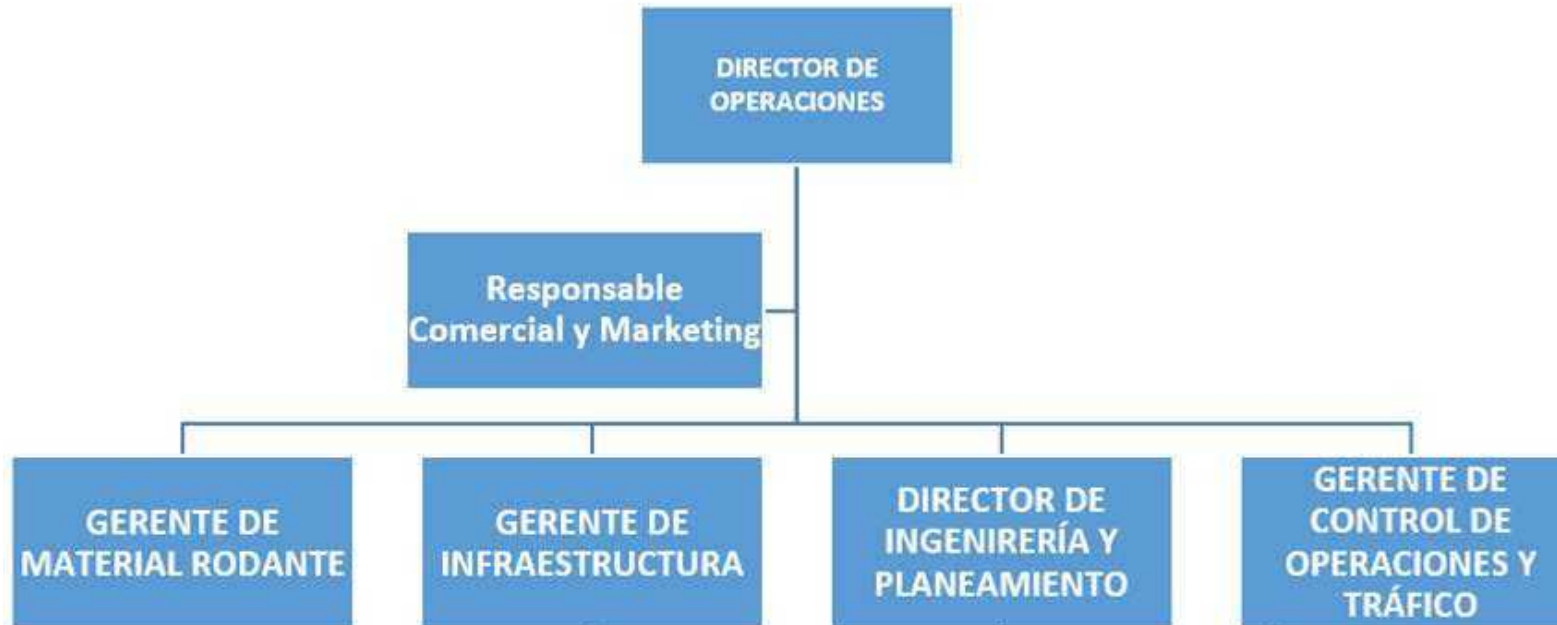 DIRECTOR DE
OPERACIONES
Responsable
Comercial y Marketing
GERENTE DE
MATERIAL RODANTE
GERENTE DE
INFRAESTRUCTURA
DIRECTOR DE
INGENIRERÍA Y
PLANEAMIENTO
GERENTE DE
CONTROL DE
OPERACIONES Y
TRÁFICO